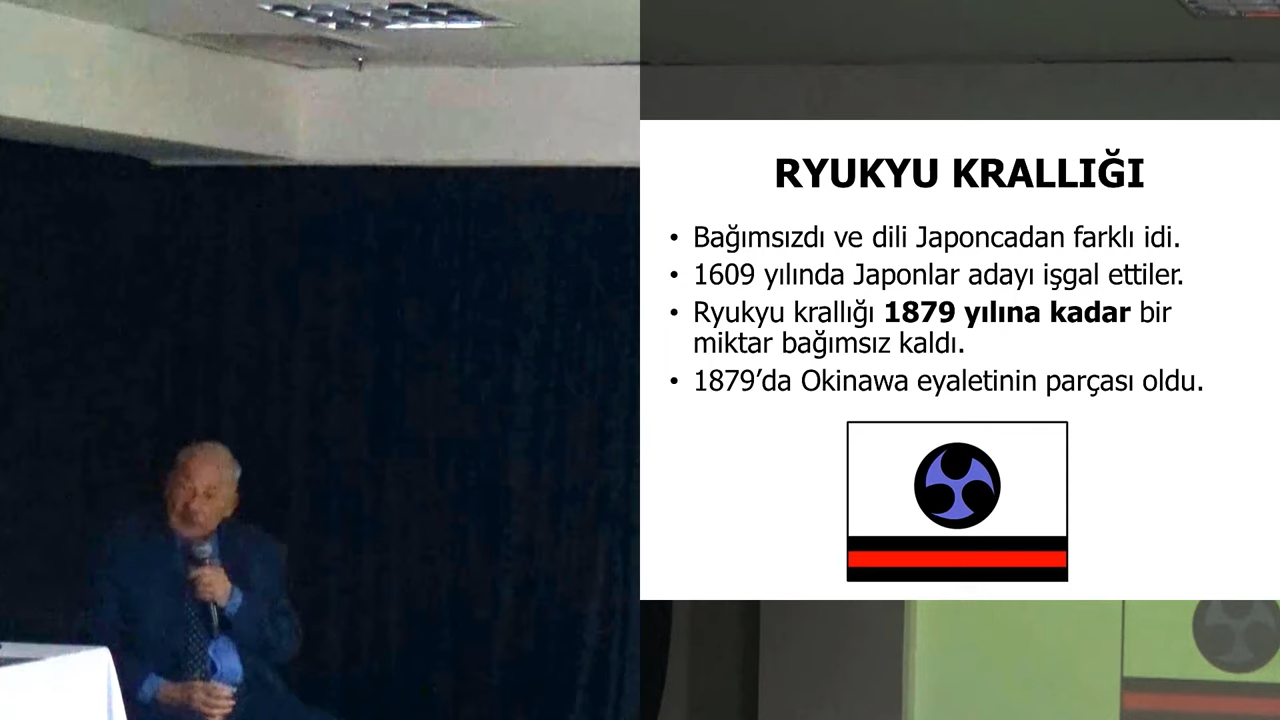 RYUKYU KRALLIĞI
• Bağımsızdı ve dili Japoncadan farklı idi.
• 1609 yılında Japonlar adayı işgal ettiler.
• Ryukyu krallığı 1879 yılına kadar bir
miktar bağımsız kaldı.
• 1879’da Okinawa eyaletinin parçası oldu.